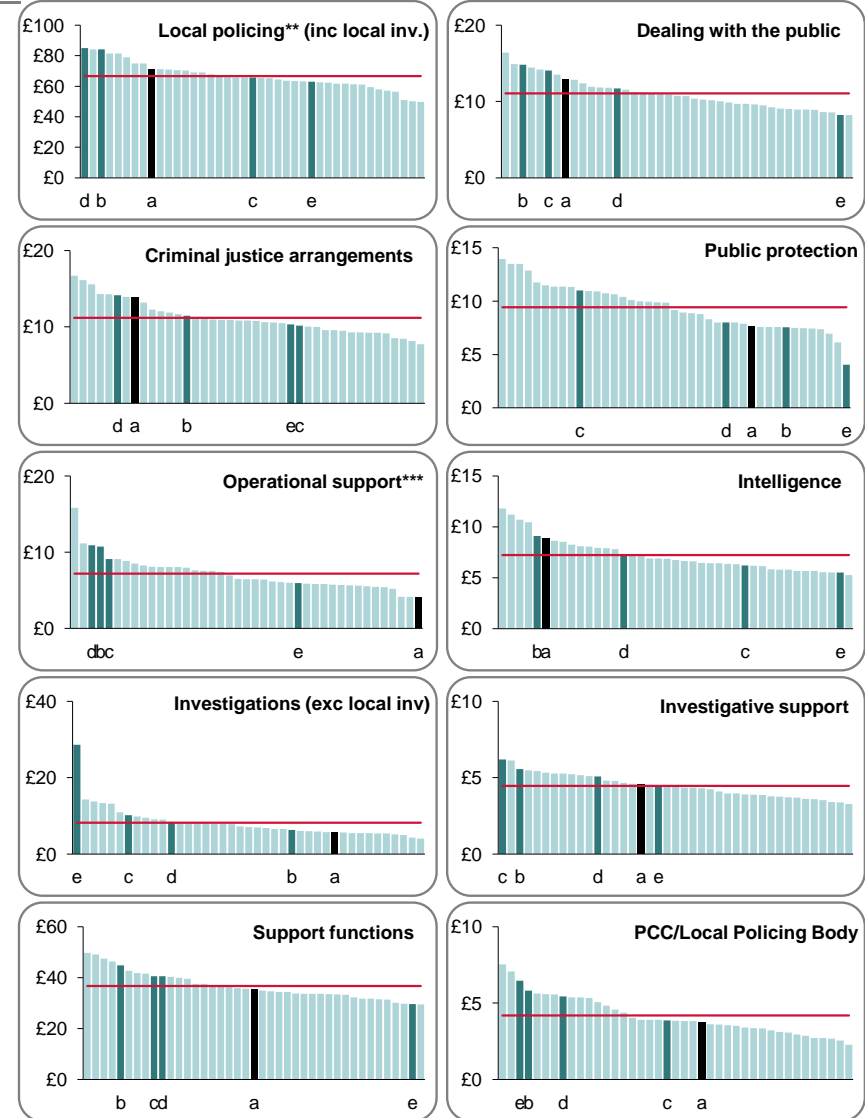 Local policing** (inc local inv.)
£100
£80
£60
£40
£20
£0
d b a c e
Dealing with the public
£20
£10
£0
b c a d e
Criminal justice arrangements
£20
£10
£0
d a b ec
Public protection
£15
£10
£5
£0
c d a b e
Operational support***
£20
£10
£0
dbc e a
Intelligence
£15
£10
£5
£0
ba d c e
Investigations (exc local inv)
£40
£20
£0
e c d b a
Investigative support
£10
£5
£0
c b d a e
Support functions
£60
£40
£20
£0
b cd a e
PCC/Local Policing Body
£10
£5
£0
eb d c a